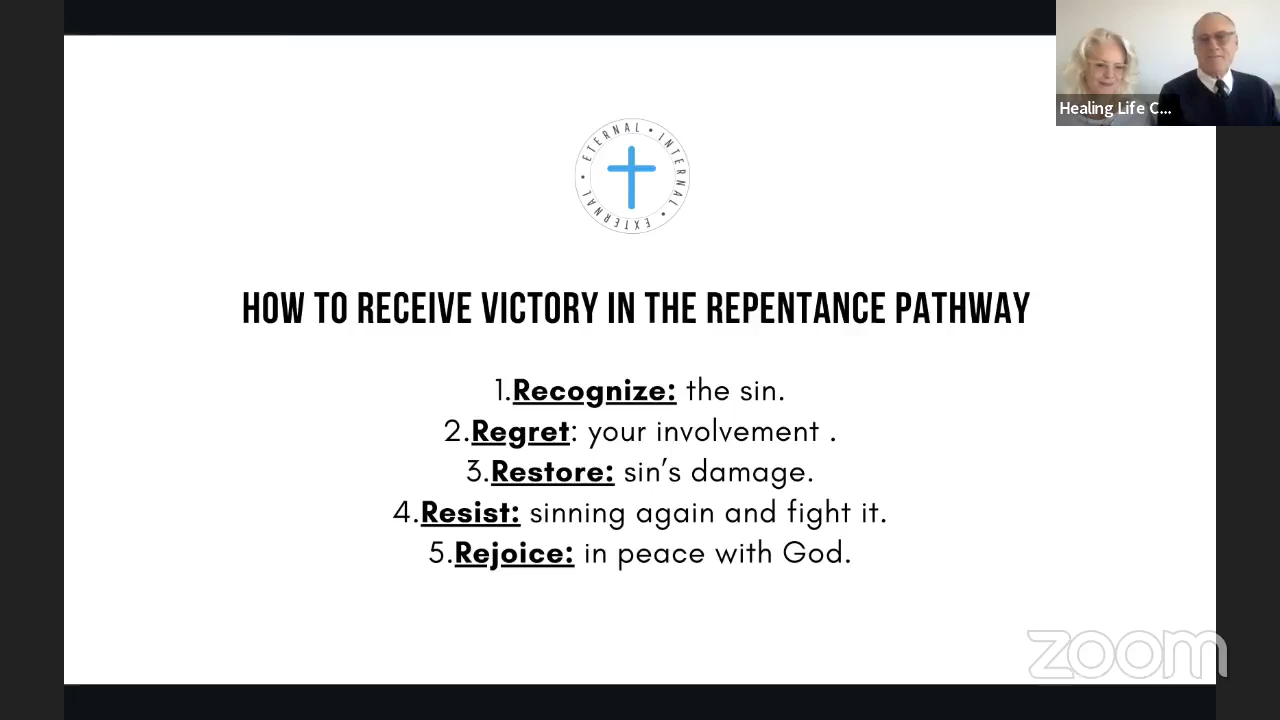 Healing Life C...
ETERNAL • INTERNAL • EXTERNAL •
HOW TO RECEIVE VICTORY IN THE REPENTANCE PATHWAY
1.Recognize: the sin.
2.Regret: your involvement .
3.Restore: sin’s damage.
4.Resist: sinning again and fight it.
5.Rejoice: in peace with God.
zoom